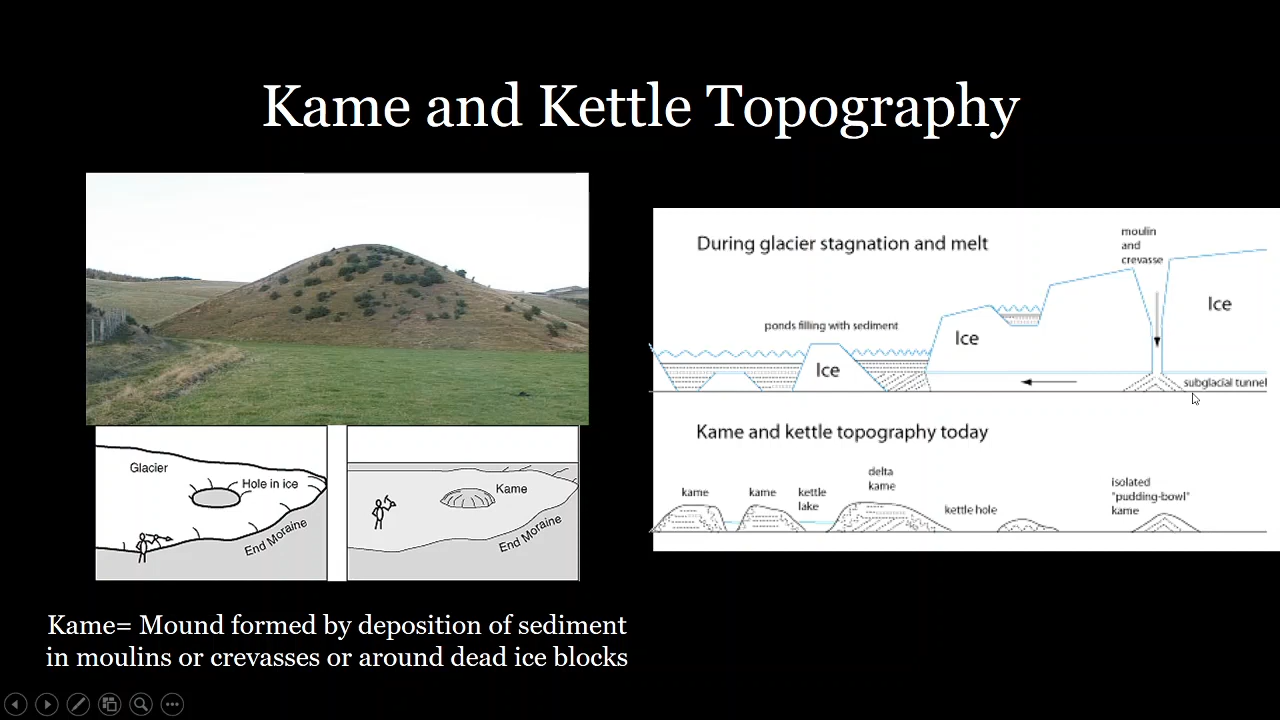 Kame and Kettle Topography
During glacier stagnation and melt
moulin
and
crevasse
Ice
ponds filling with sediment
Ice
Ice
subglacial tunnel
Kame and kettle topography today
kame
kame
kettle
lake
delta
kame
kettle hole
isolated
"pudding-bowl"
kame
Glacier
Hole in ice
End Moraine
Kame
End Moraine
Kame= Mound formed by deposition of sediment
in moulins or crevasses or around dead ice blocks